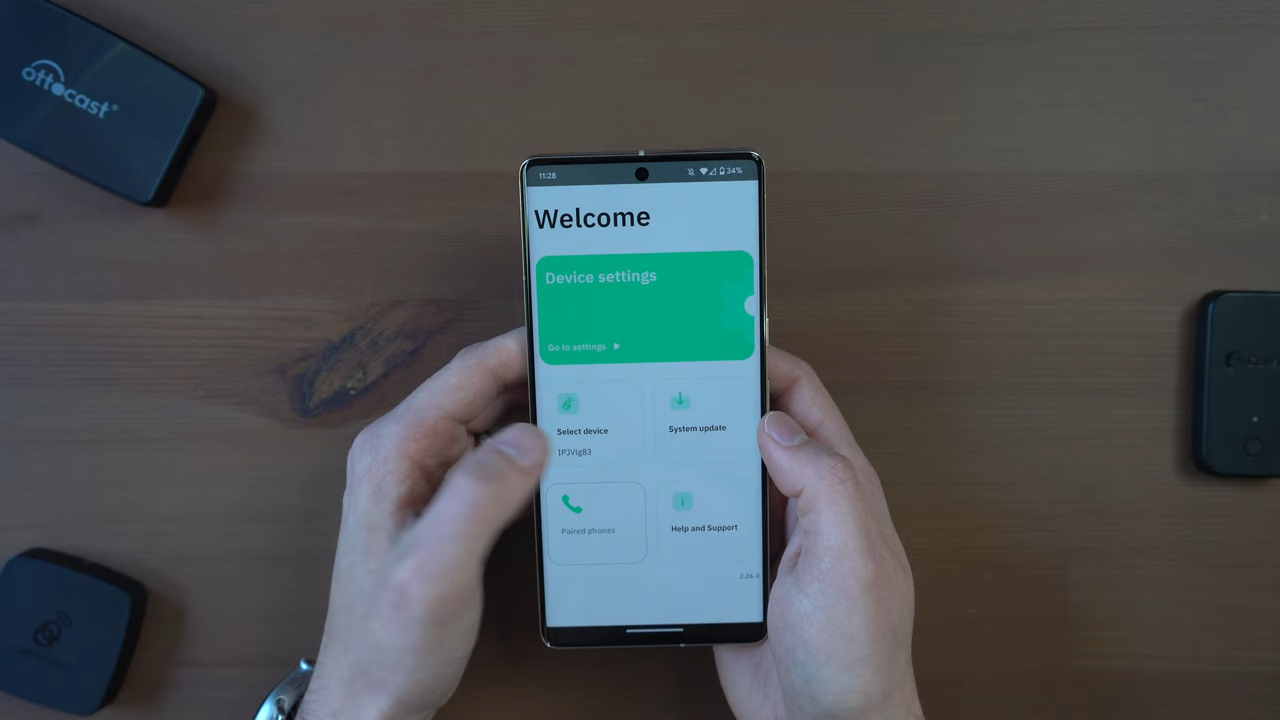 ottocast®
11:28
34%
Welcome
Device settings
Go to settings
Select device
IPJVlg83
System update
Paired phones
Help and Support